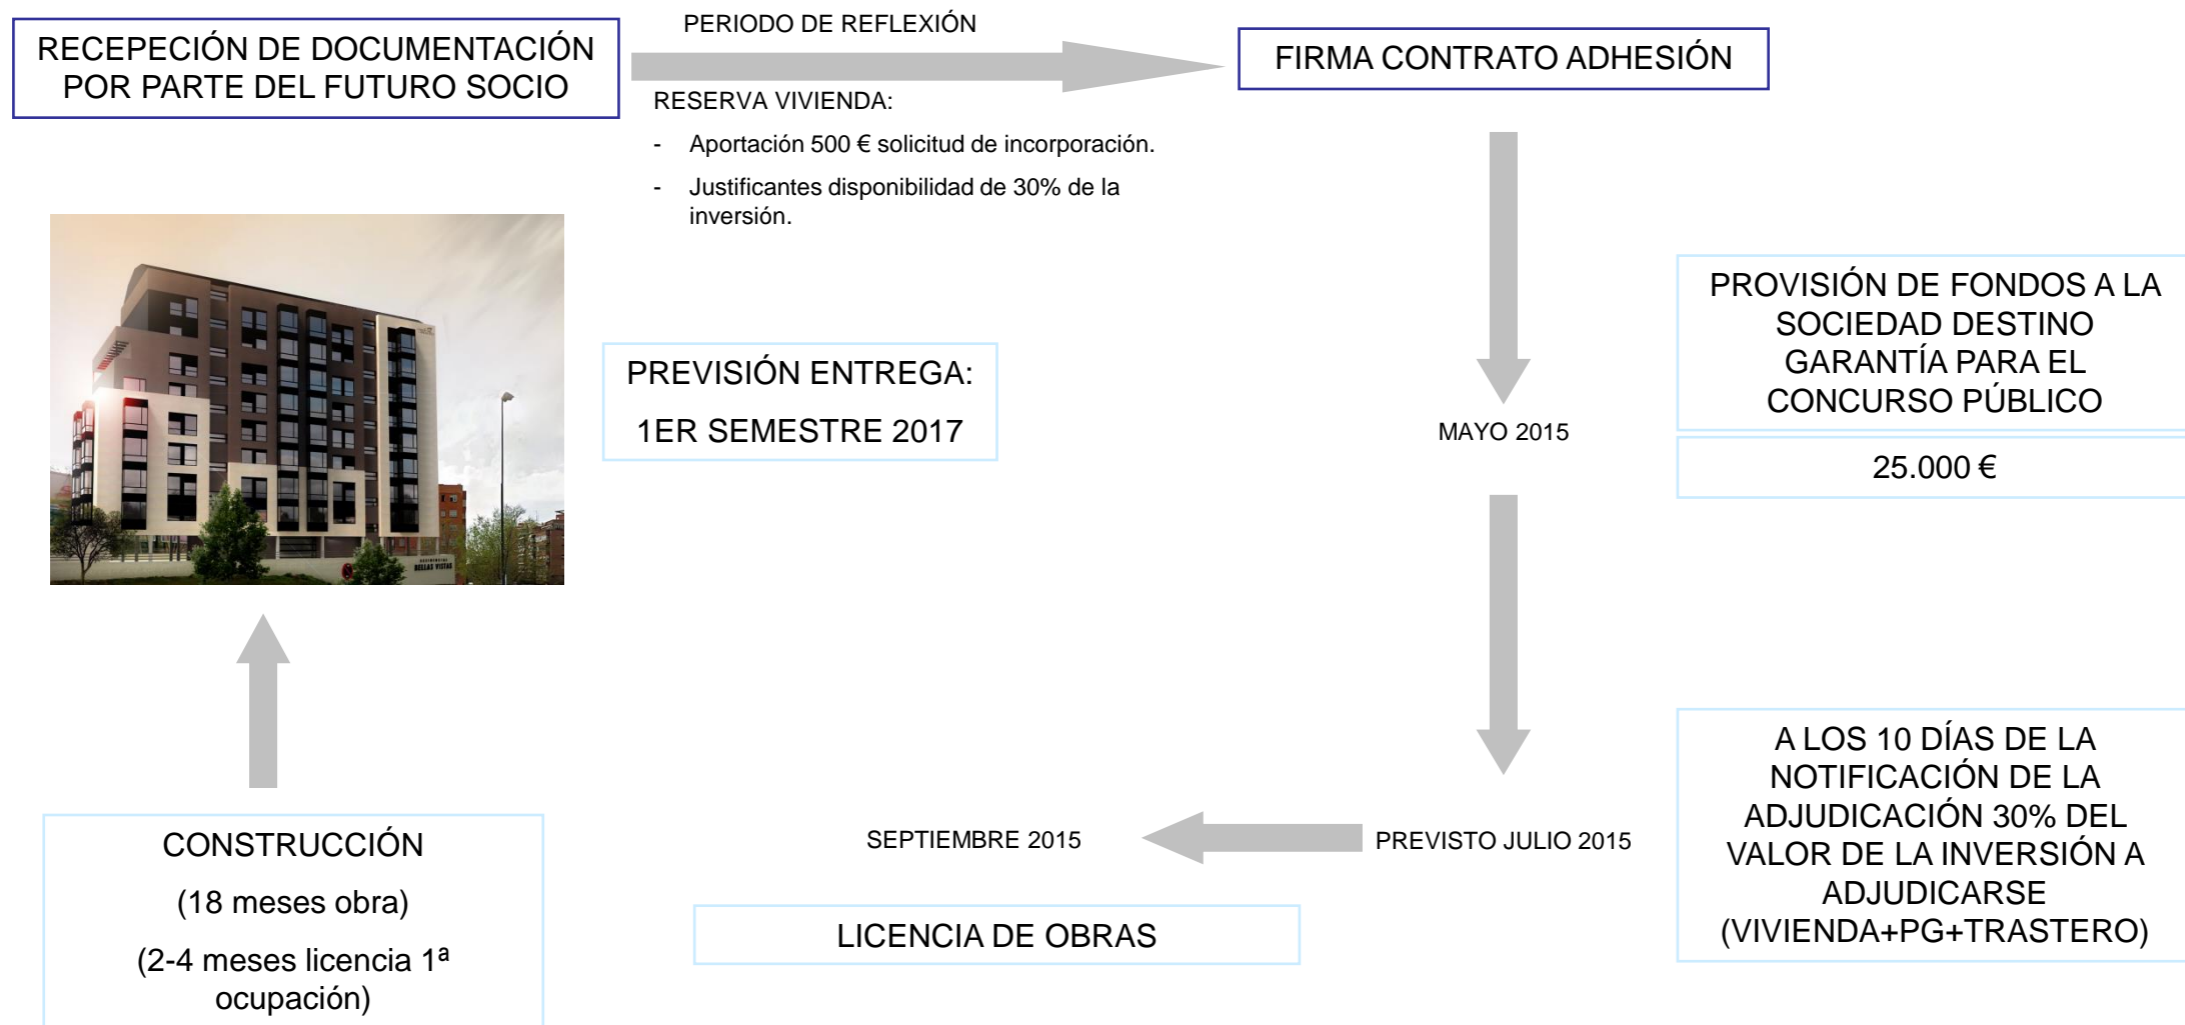 RECEPECIÓN DE DOCUMENTACIÓN
POR PARTE DEL FUTURO SOCIO
PERIODO DE REFLEXIÓN
RESERVA VIVIENDA:
- Aportación 500 € solicitud de incorporación.
- Justificantes disponibilidad de 30% de la
inversión.
FIRMA CONTRATO ADHESIÓN
PROVISIÓN DE FONDOS A LA
SOCIEDAD DESTINO
GARANTÍA PARA EL
CONCURSO PÚBLICO
25.000 €
MAYO 2015
PREVISIÓN ENTREGA:
1ER SEMESTRE 2017
BELLAS VISTAS
A LOS 10 DÍAS DE LA
NOTIFICACIÓN DE LA
ADJUDICACIÓN 30% DEL
VALOR DE LA INVERSIÓN A
ADJUDICARSE
(VIVIENDA+PG+TRASTERO)
PREVISTO JULIO 2015
SEPTIEMBRE 2015
LICENCIA DE OBRAS
CONSTRUCCIÓN
(18 meses obra)
(2-4 meses licencia 1ª
ocupación)